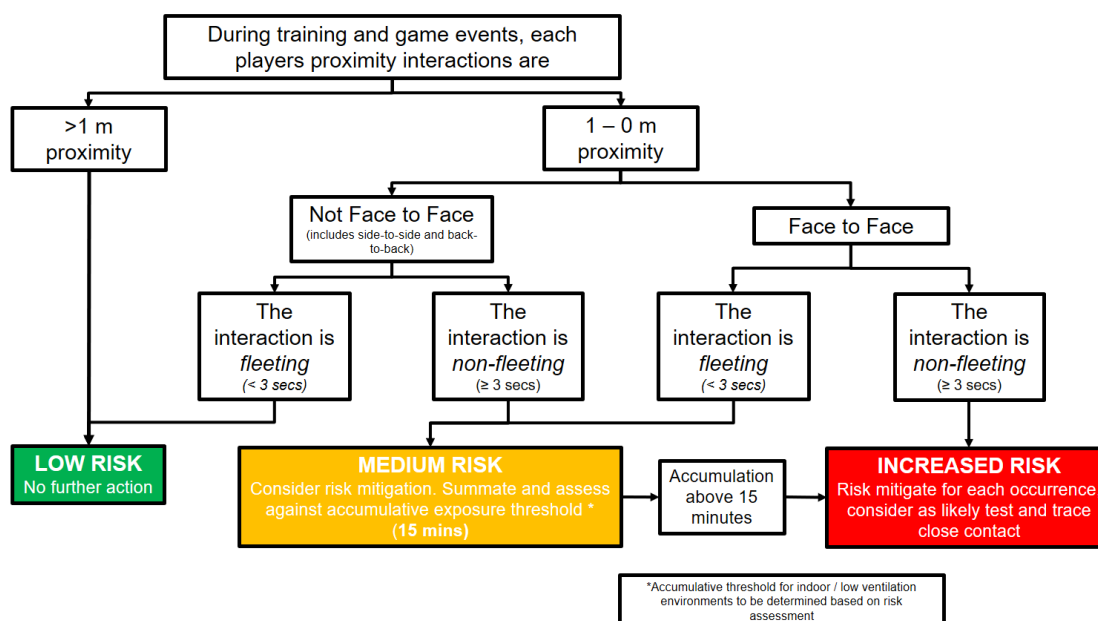 During training and game events, each
players proximity interactions are
>1 m
proximity
1 – 0 m
proximity
Not Face to Face
(includes side-to-side and back-
to-back)
Face to Face
The
interaction is
fleeting
(< 3 secs)
The
interaction is
non-fleeting
(≥ 3 secs)
The
interaction is
fleeting
(< 3 secs)
The
interaction is
non-fleeting
(≥ 3 secs)
LOW RISK
No further action
MEDIUM RISK
Consider risk mitigation. Summate and assess
against accumulative exposure threshold *
(15 mins)
Accumulation
above 15
minutes
INCREASED RISK
Risk mitigate for each occurrence
consider as likely test and trace
close contact
*Accumulative threshold for indoor / low ventilation
environments to be determined based on risk
assessment